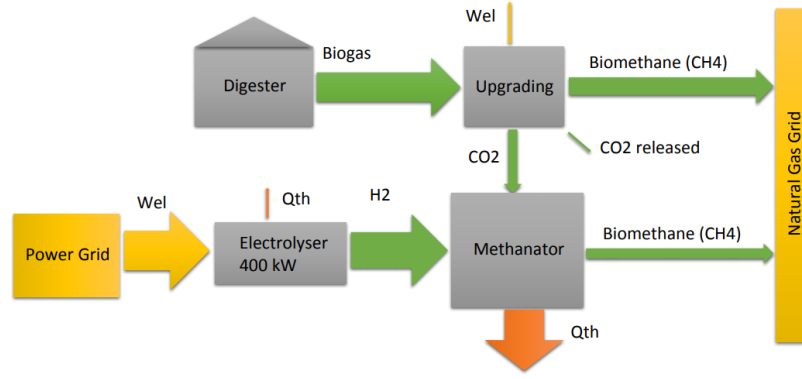 Wel
Biogas
Digester
Upgrading
Biomethane (CH4)
CO2
CO2 released
Natural Gas Grid
Wel
Qth
H2
Power Grid
Electrolyser
400 kW
Methanator
Biomethane (CH4)
Qth